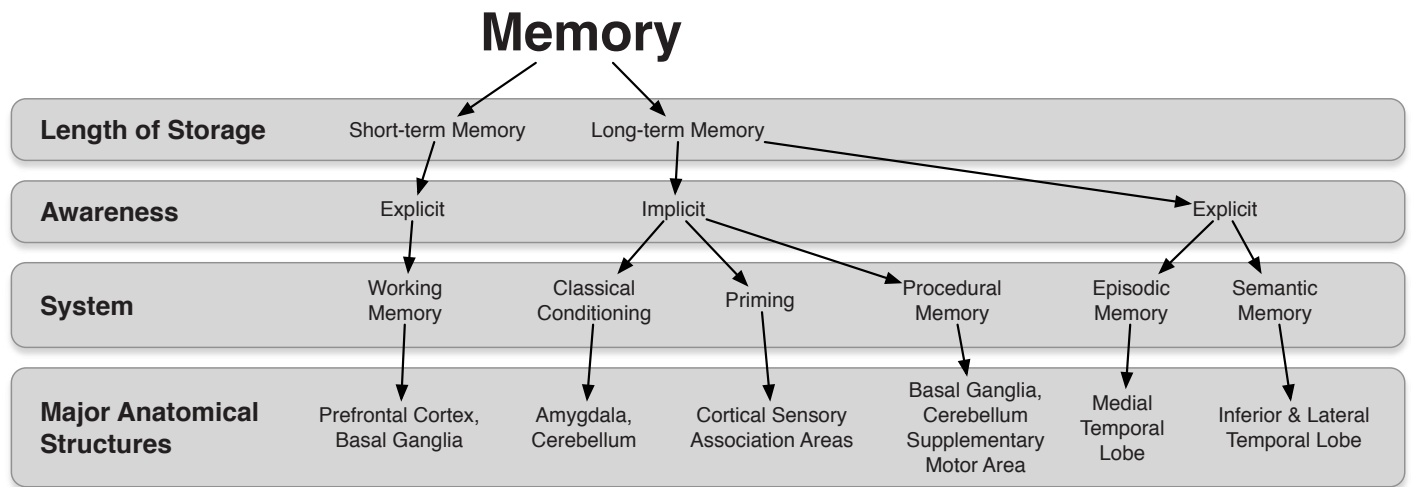 Memory
Length of Storage
Short-term Memory
Long-term Memory
Awareness
Explicit
Implicit
Explicit
System
Working
Memory
Classical
Conditioning
Priming
Procedural
Memory
Episodic
Memory
Semantic
Memory
Major Anatomical
Structures
Prefrontal Cortex,
Basal Ganglia
Amygdala,
Cerebellum
Cortical Sensory
Association Areas
Basal Ganglia,
Cerebellum
Supplementary
Motor Area
Medial
Temporal
Lobe
Inferior & Lateral
Temporal Lobe